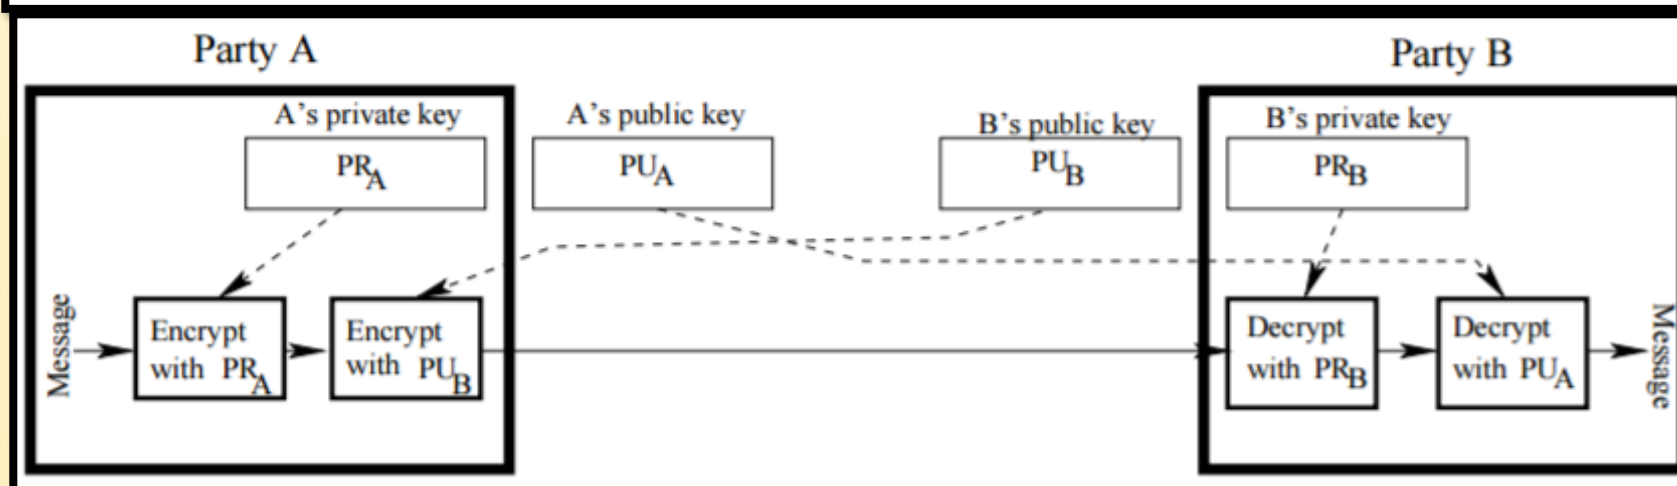 Party A
Party B
A's private key
A's public key
B's public key
B's private key
PRA
PUA
PUB
PRB
Message
Encrypt
with PRA
Encrypt
with PUB
Decrypt
with PRB
Decrypt
with PUA
Message